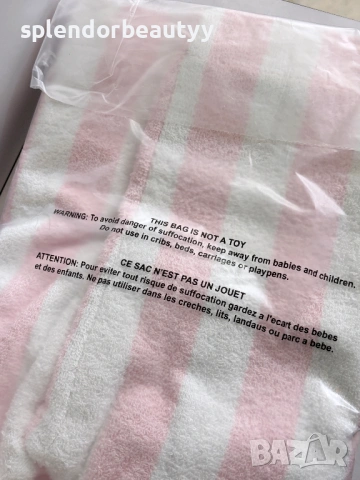 splendorbeautyy
THIS BAG IS NOT A TOY
WARNING: To avoid danger of suffocation, keep away from babies and children.
Do not use in cribs, beds, carriages or playpens.
CE SAC N'EST PAS UN JOUET
ATTENTION: Pour eviter tout risque de suffocation gardez a l'ecart des bebes
et des enfants. Ne pas utiliser dans les creches, lits, landaus ou parc a bebe.
BAZAR